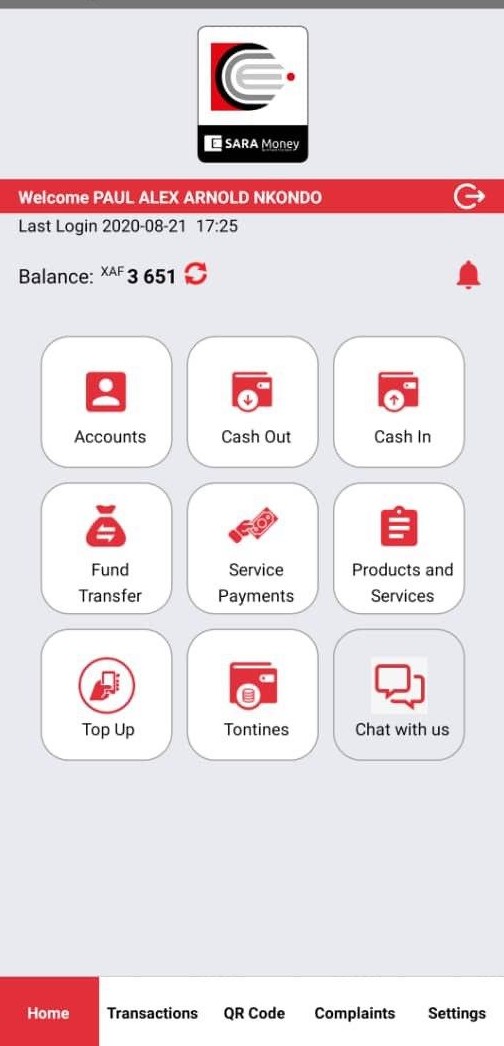 E SARA Money
Welcome PAUL ALEX ARNOLD NKONDO
Last Login 2020-08-21 17:25
Balance: XAF 3 651
Accounts
Cash Out
Cash In
Fund
Transfer
Service
Payments
Products and
Services
Top Up
Tontines
Chat with us
Home
Transactions
QR Code
Complaints
Settings